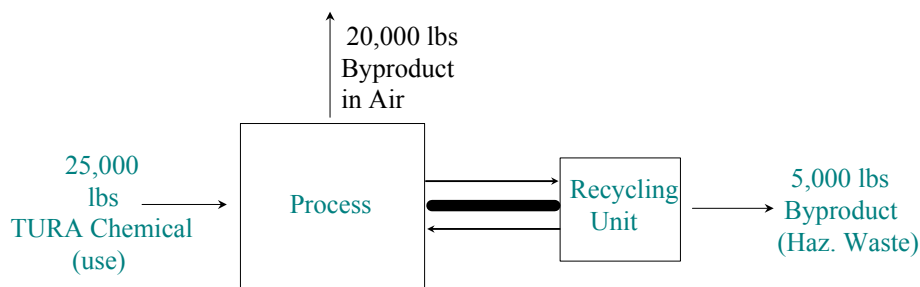 20,000 lbs
Byproduct
in Air
25,000
lbs
TURA Chemical
(use)
Process
Recycling
Unit
5,000 lbs
Byproduct
(Haz. Waste)